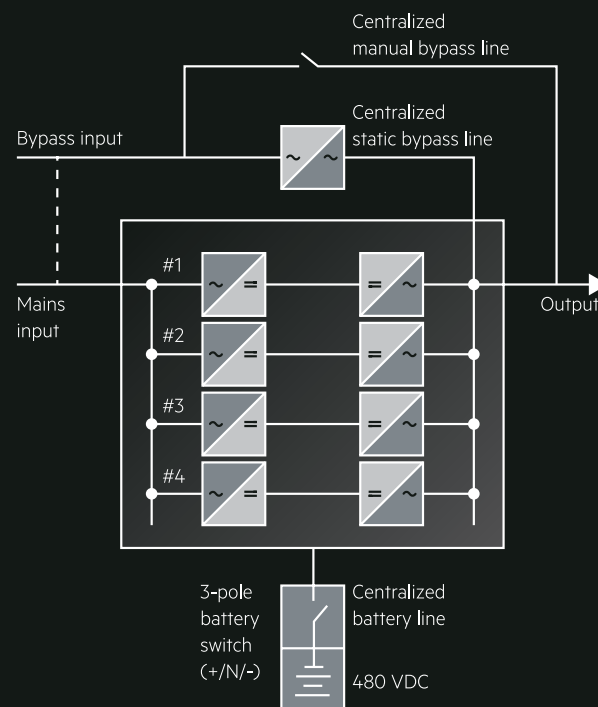 Centralized
manual bypass line
Centralized
static bypass line
Bypass input
~ ~
#1
~ =
= ~
Mains
input
Output
#2
~ =
= ~
#3
~ =
= ~
#4
~ =
= ~
3-pole
battery
switch
(+/N/-)
Centralized
battery line
480 VDC